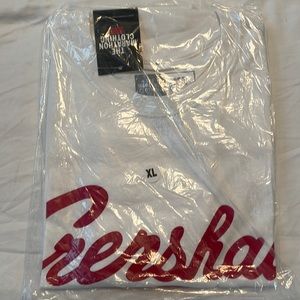 THE
MARATHON
CLOTHING
XL
Crensha